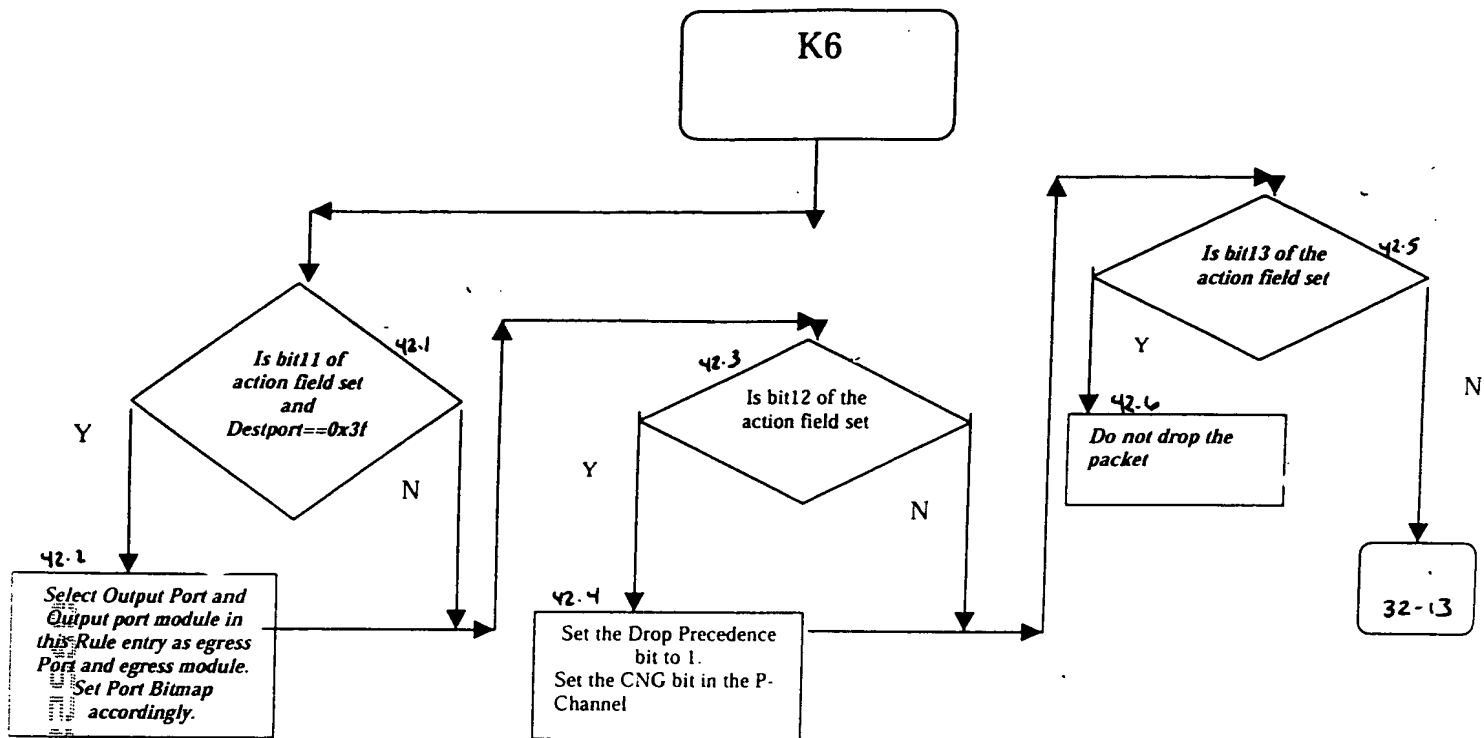 K6
Is bit11 of
action field set
and
Destport==0x3f
42.1
Y
N
42.2
Select Output Port and
Output port module in
this Rule entry as egress
Port and egress module.
Set Port Bitmap
accordingly.
42.3
Is bit12 of the
action field set
Y
N
42.4
Set the Drop Precedence
bit to 1.
Set the CNG bit in the P-
Channel
42.5
Is bit13 of the
action field set
Y
N
42.6
Do not drop the
packet
32-13